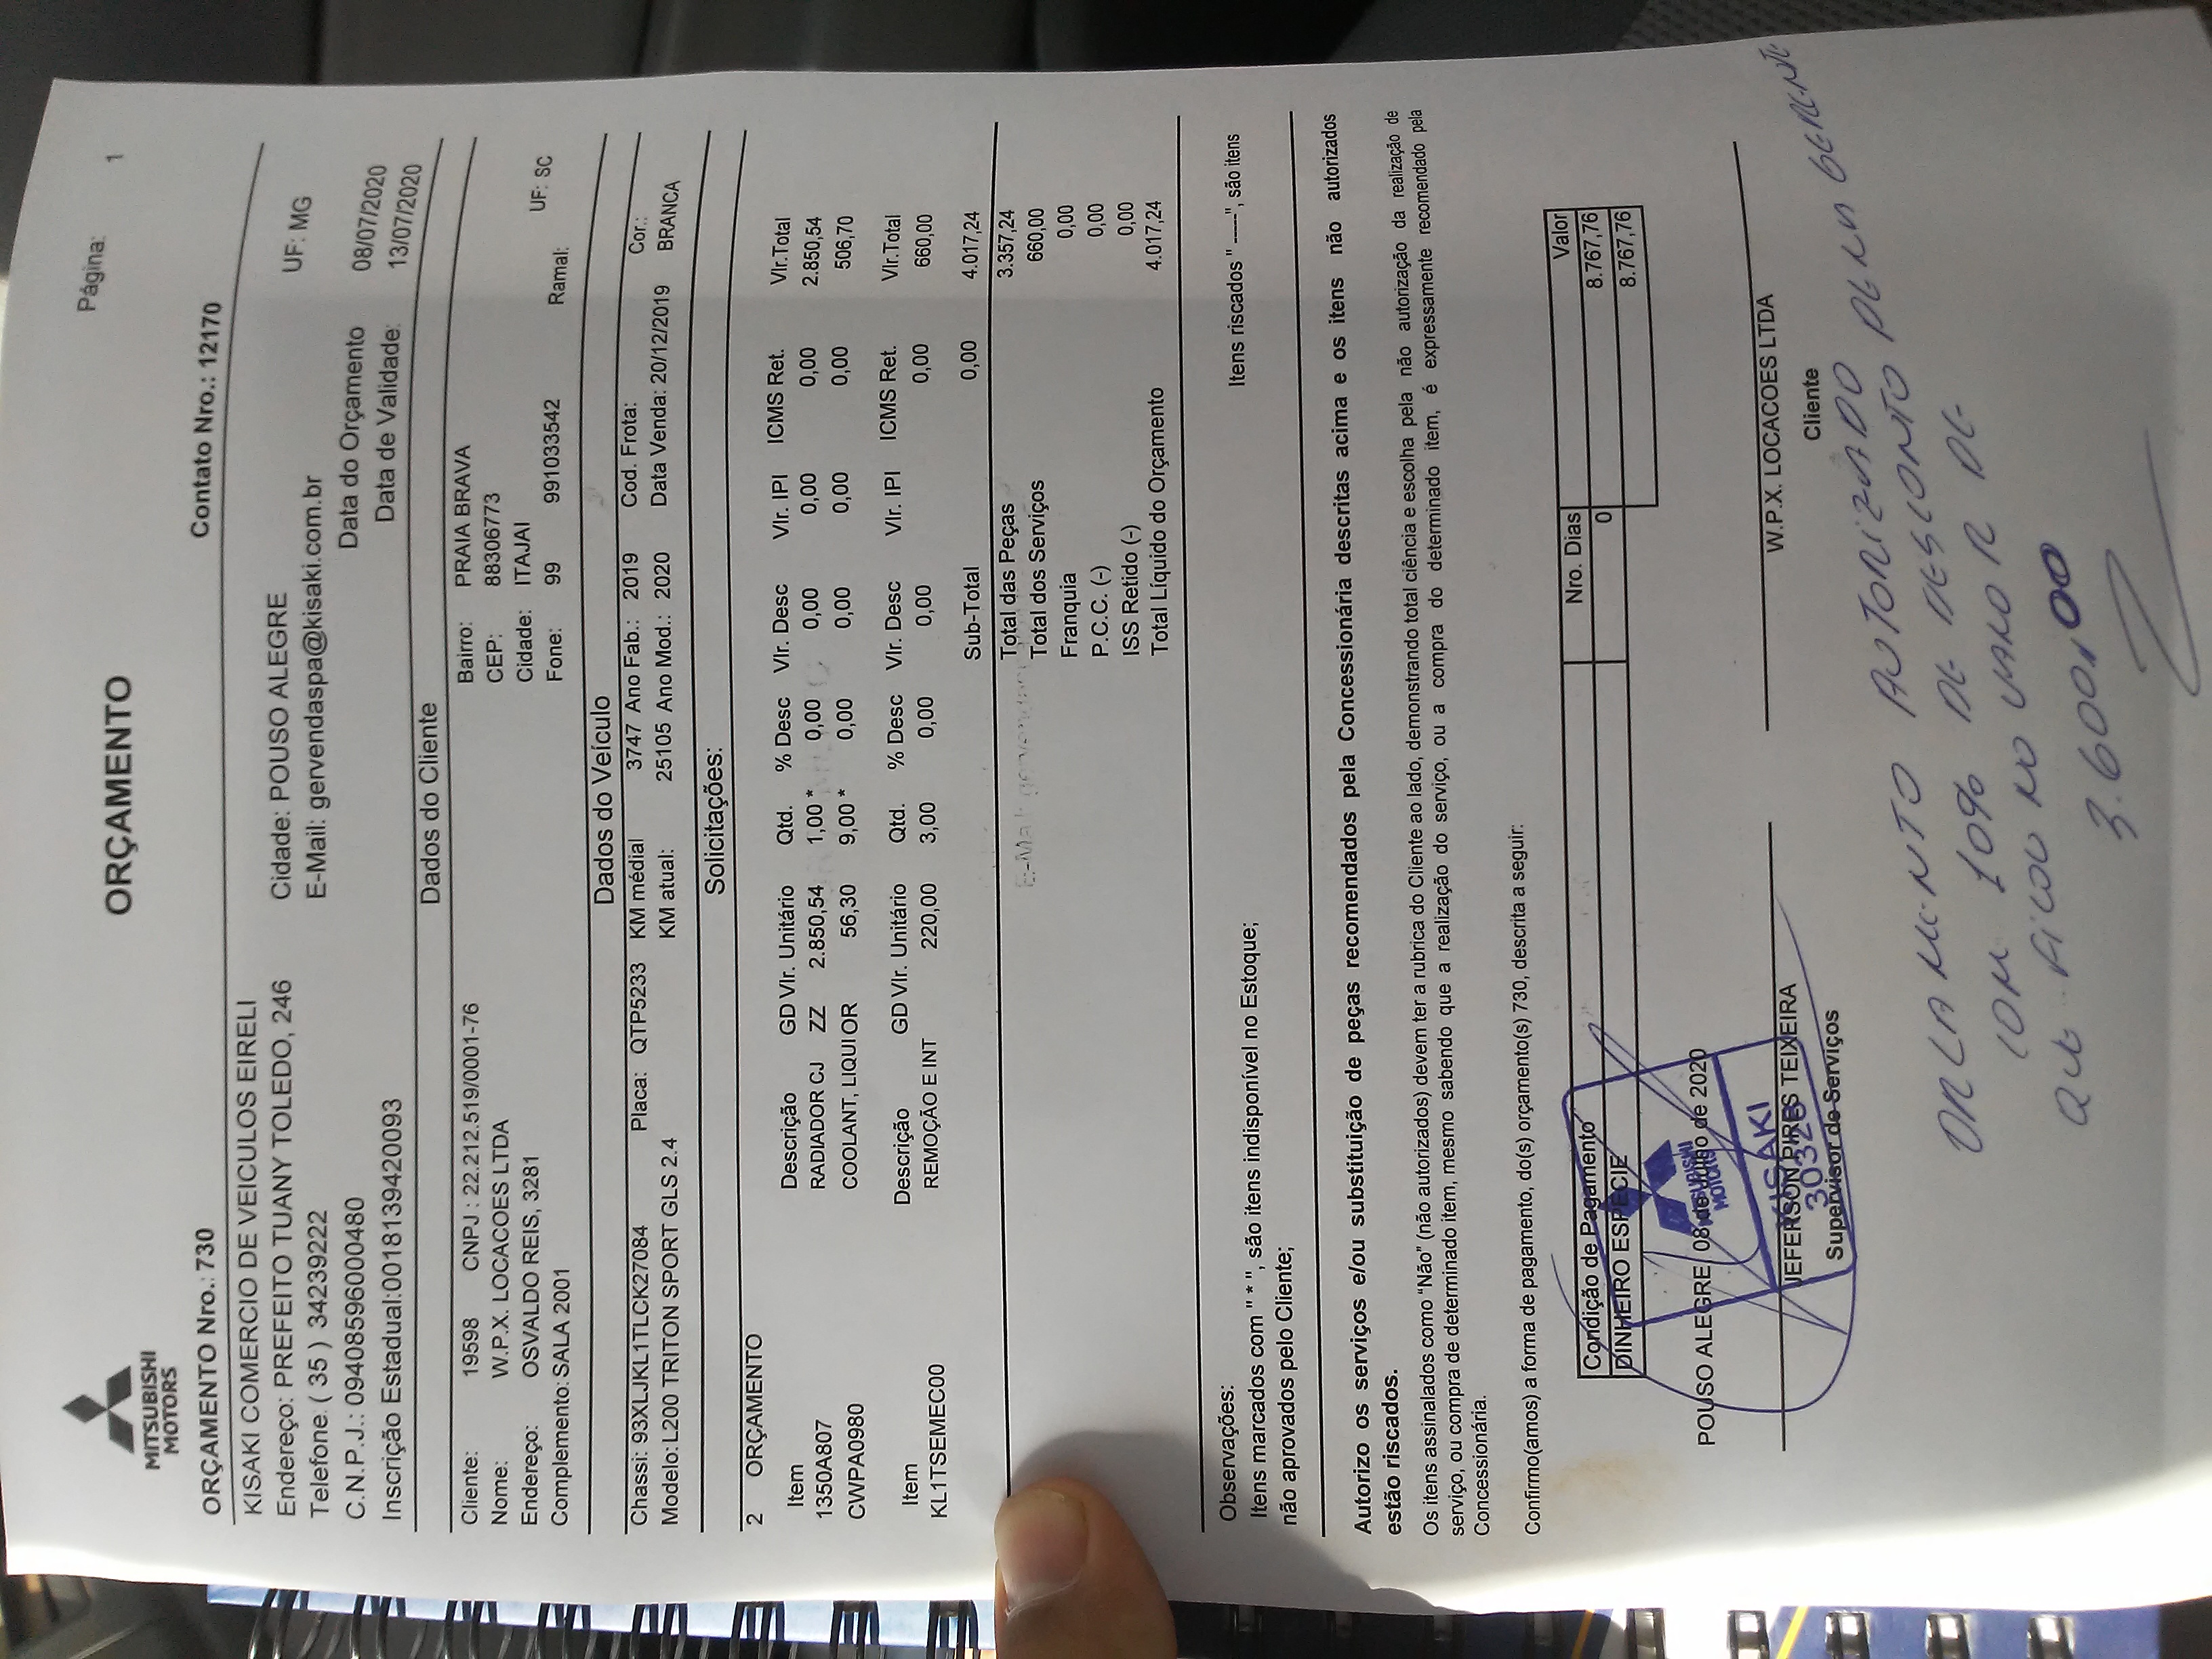 Página: 1
MITSUBISHI
MOTORS
ORÇAMENTO
ORÇAMENTO Nro.: 730 Contato Nro.: 12170
KISAKI COMERCIO DE VEICULOS EIRELI
Endereço: PREFEITO TUANY TOLEDO, 246 Cidade: POUSO ALEGRE UF: MG
Telefone ( 35 ) 34239222 E-Mail: gervendaspa@kisaki.com.br
C.N.P.J.: 09408596000480 Data do Orçamento 08/07/2020
Inscrição Estadual:0018139420093 Data de Validade: 13/07/2020
Dados do Cliente
Cliente: 19598 CNPJ : 22.212.519/0001-76 Bairro: PRAIA BRAVA
Nome: W.P.X. LOCACOES LTDA CEP: 88306773
Endereço: OSVALDO REIS, 3281 Cidade: ITAJAI UF: SC
Complemento: SALA 2001 Fone: 99 991033542 Ramal:
Dados do Veículo
Chassi: 93XLJKL1TLCK27084 Placa: QTP5233 KM médial 3747 Ano Fab.: 2019 Cod. Frota: Cor.:
Modelo: L200 TRITON SPORT GLS 2.4 KM atual: 25105 Ano Mod.: 2020 Data Venda: 20/12/2019 BRANCA
Solicitações:
2 ORÇAMENTO
Item Descrição GD Vlr. Unitário Qtd. % Desc Vlr. Desc Vlr. IPI ICMS Ret. Vlr.Total
1350A807 RADIADOR CJ ZZ 2.850,54 1,00 * 0,00 0,00 0,00 0,00 2.850,54
CWPA0980 COOLANT, LIQUI OR 56,30 9,00 * 0,00 0,00 0,00 0,00 506,70
Item Descrição GD Vlr. Unitário Qtd. % Desc Vlr. Desc Vlr. IPI ICMS Ret. Vlr.Total
KL1TSEMEC00 REMOÇÃO E INT 220,00 3,00 0,00 0,00 0,00 660,00
Sub-Total 0,00 4.017,24
Total das Peças 3.357,24
Total dos Serviços 660,00
Franquia 0,00
P.C.C. (-) 0,00
ISS Retido (-) 0,00
Total Líquido do Orçamento 4.017,24
Observações:
Itens marcados com " * ", são itens indisponível no Estoque; Itens riscados " -----", são itens
não aprovados pelo Cliente;
Autorizo os serviços e/ou substituição de peças recomendados pela Concessionária descritas acima e os itens não autorizados
estão riscados.
Os itens assinalados como “Não” (não autorizados) devem ter a rubrica do Cliente ao lado, demonstrando total ciência e escolha pela não autorização da realização de
serviço, ou compra de determinado item, mesmo sabendo que a realização do serviço, ou a compra do determinado item, é expressamente recomendado pela
Concessionária.
Confirmo(amos) a forma de pagamento, do(s) orçamento(s) 730, descrita a seguir:
Condição de Pagamento Nro. Dias Valor
DINHEIRO ESPECIE 0 8.767,76
8.767,76
POUSO ALEGRE, 08 de Julho de 2020
MITSUBISHI
MOTORS
KISAKI
30328
JEFERSON PIRES TEIXEIRA W.P.X. LOCACOES LTDA
Supervisor de Serviços Cliente
ORCAMENTO AUTORIZADO
COM 10% DE DESCONTO PELA GERENTE
QUE FICOU NO VALOR DE
3.600,00